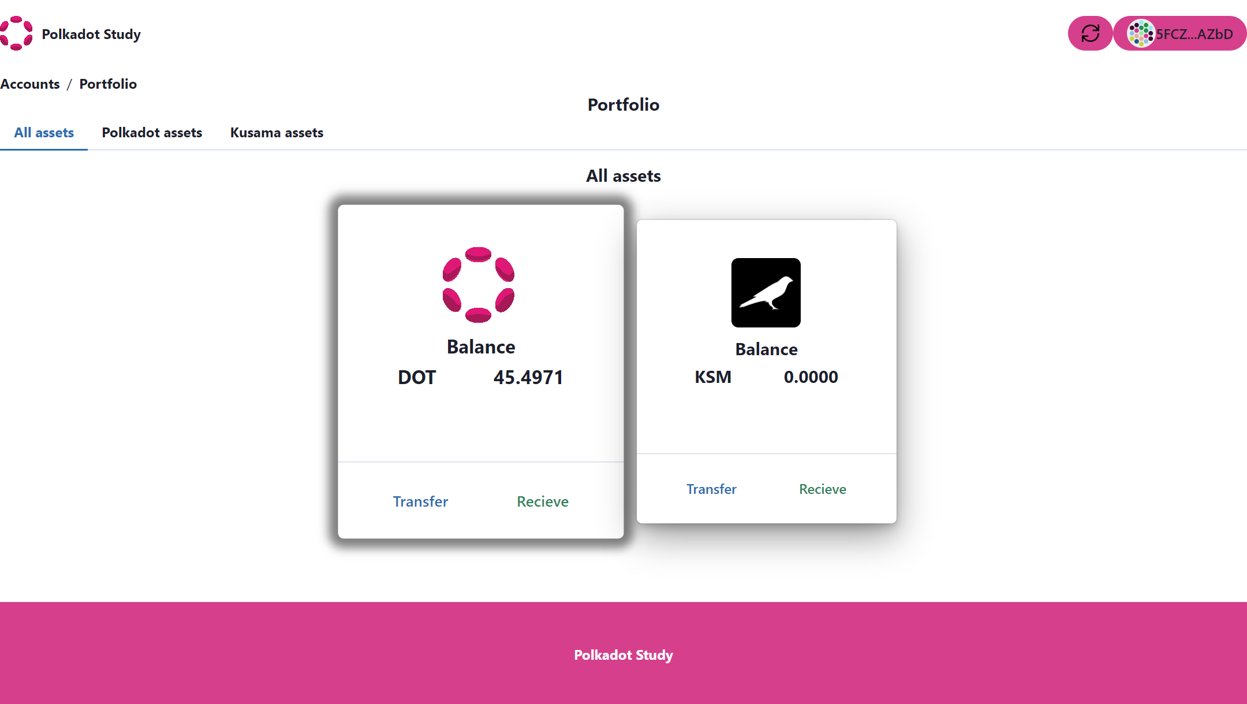 Polkadot Study
5FCZ...AZbD
Accounts / Portfolio
Portfolio
All assets Polkadot assets Kusama assets
All assets
Balance
DOT 45.4971
Transfer Recieve
Balance
KSM 0.0000
Transfer Recieve
Polkadot Study